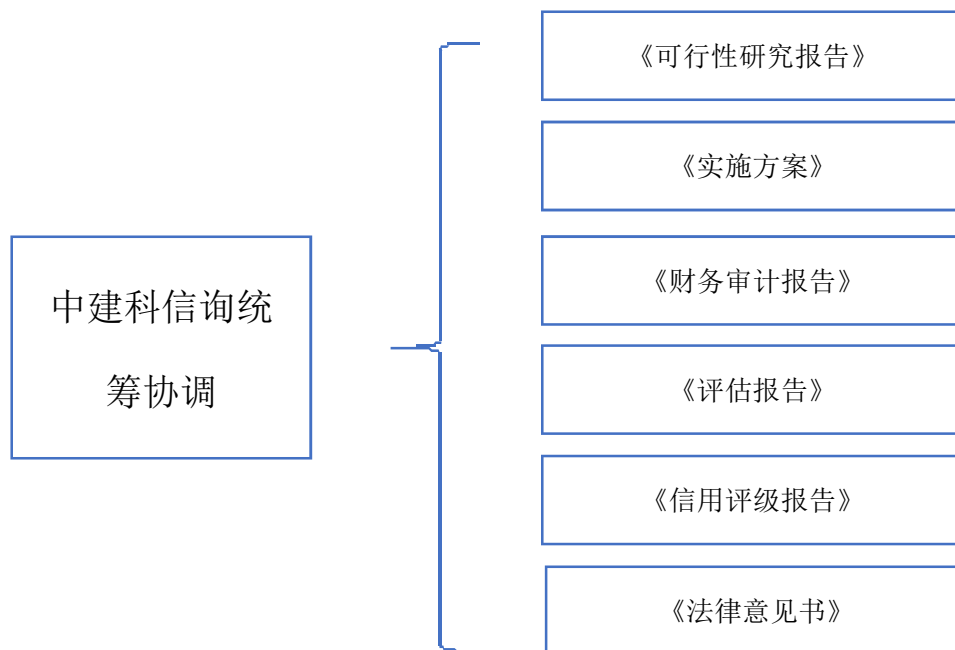 《可行性研究报告》
《实施方案》
《财务审计报告》
中建科信询统
筹协调
《评估报告》
《信用评级报告》
《法律意见书》